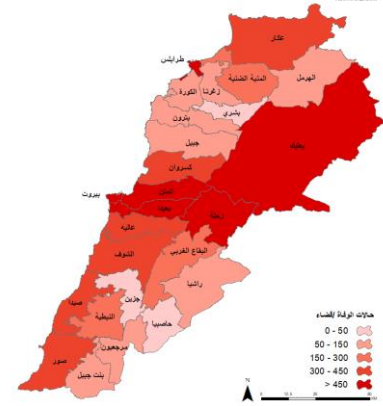 عكار
طرابلس
المنية الضنية
الهرمل
زغرتا
الكورة
بشري
بترون
بعلبك
جبيل
كسروان
المتن
بيروت
بعبدا
زحلة
عاليه
البقاع الغربي
الشوف
راشيا
جزين
صيدا
حاصبيا
النبطية
مرجعيون
صور
بنت جبيل
حالات الوفاة /قضاء
0 - 50
50 - 150
150 - 300
300 - 450
> 450
N